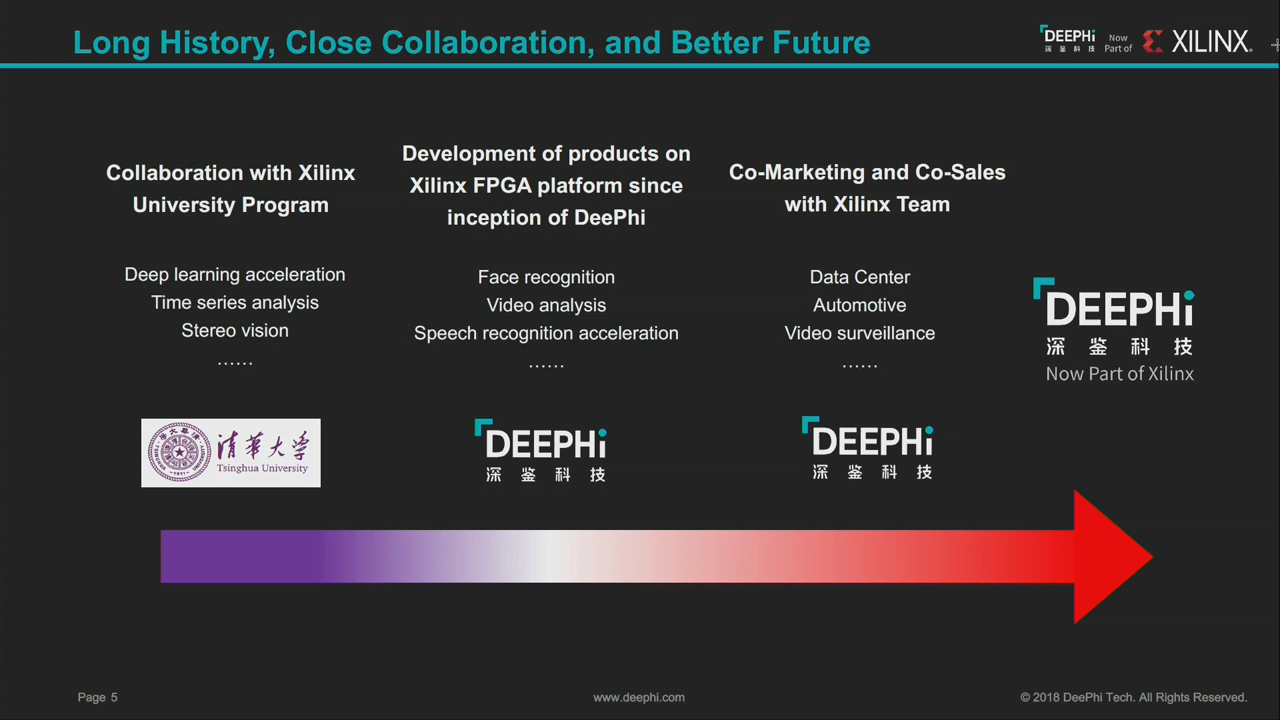 Long History, Close Collaboration, and Better Future
DEEPHi
深鉴科技
Now
Part of
XILINX
Collaboration with Xilinx
University Program
Deep learning acceleration
Time series analysis
Stereo vision
......
清华大学
Tsinghua University
Development of products on
Xilinx FPGA platform since
inception of DeePhi
Face recognition
Video analysis
Speech recognition acceleration
......
DEEPHi
深鉴科技
Co-Marketing and Co-Sales
with Xilinx Team
Data Center
Automotive
Video surveillance
......
DEEPHi
深鉴科技
DEEPHi
深鉴科技
Now Part of Xilinx
Page 5
www.deephi.com
© 2018 DeePhi Tech. All Rights Reserved.